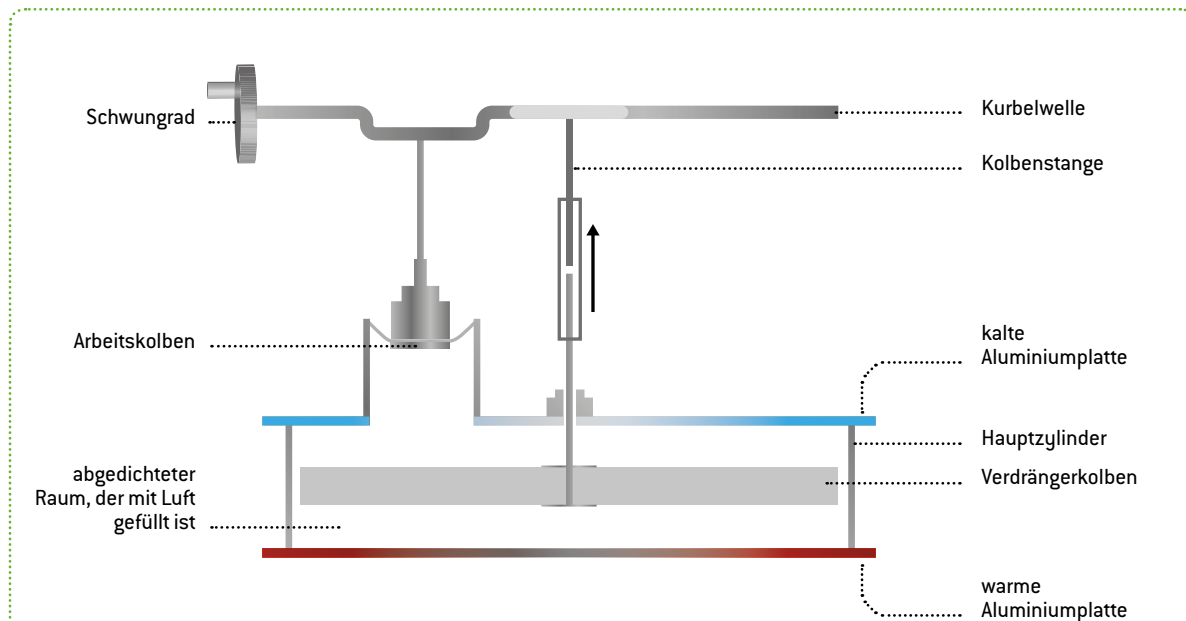 Schwungrad
Kurbelwelle
Kolbenstange
Arbeitskolben
kalte
Aluminiumplatte
Hauptzylinder
Verdrängerkolben
abgedichteter
Raum, der mit Luft
gefüllt ist
warme
Aluminiumplatte